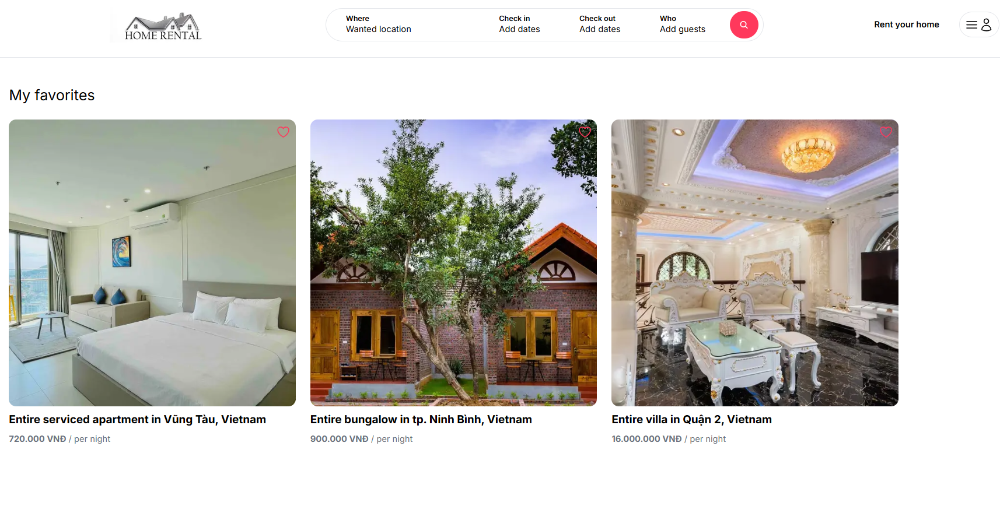 HOME RENTAL
Where
Wanted location
Check in
Add dates
Check out
Add dates
Who
Add guests
Rent your home
My favorites
Entire serviced apartment in Vũng Tàu, Vietnam
720.000 VNĐ / per night
Entire bungalow in tp. Ninh Bình, Vietnam
900.000 VNĐ / per night
Entire villa in Quận 2, Vietnam
16.000.000 VNĐ / per night